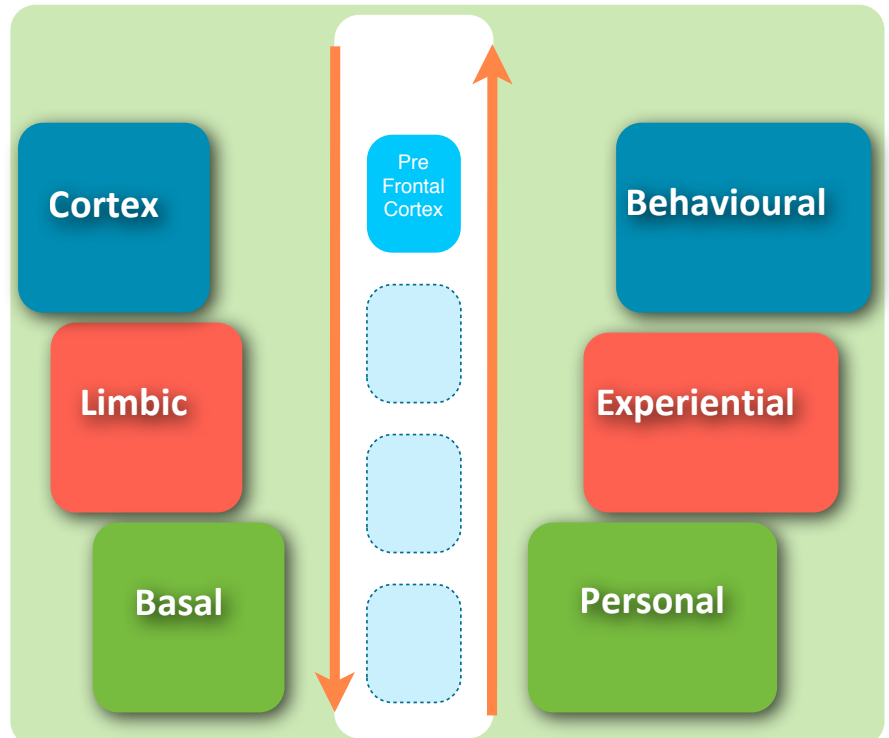 Pre
Frontal
Cortex
Cortex
Behavioural
Limbic
Experiential
Basal
Personal